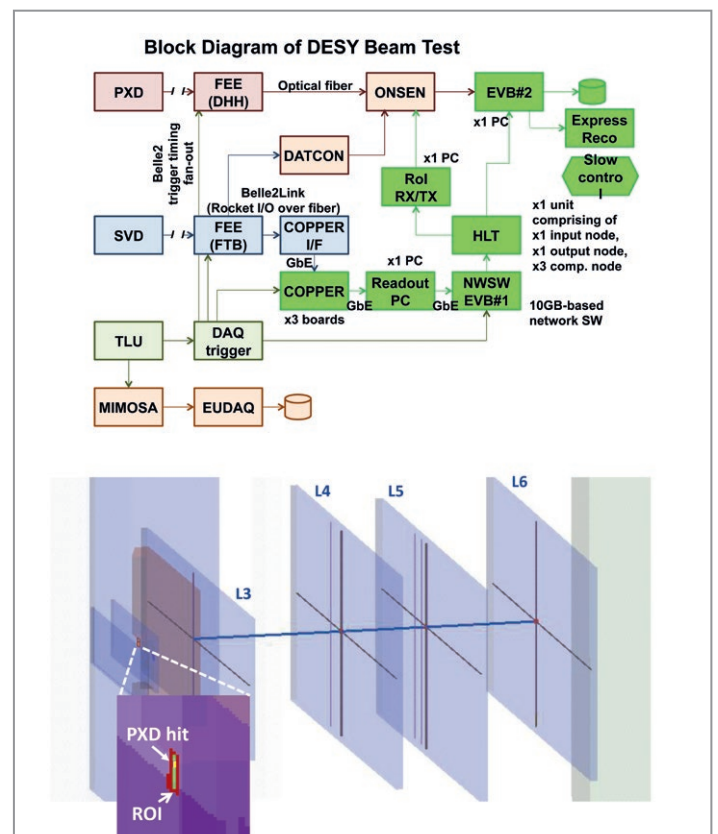 Block Diagram of DESY Beam Test
PXD
FEE
(DHH)
Optical fiber
ONSEN
EVB#2
x1 PC
Express
Reco
Belle2
trigger timing
fan-out
DATCON
x1 PC
RoI
RX/TX
Slow
contro
l
Belle2Link
(Rocket I/O over fiber)
SVD
FEE
(FTB)
COPPER
I/F
HLT
x1 unit
comprising of
x1 input node,
x1 output node,
x3 comp. node
GbE
x1 PC
COPPER
GbE
Readout
PC
GbE
NWSW
EVB#1
x3 boards
10GB-based
network SW
TLU
DAQ
trigger
MIMOSA
EUDAQ
L3
L4
L5
L6
PXD hit
ROI